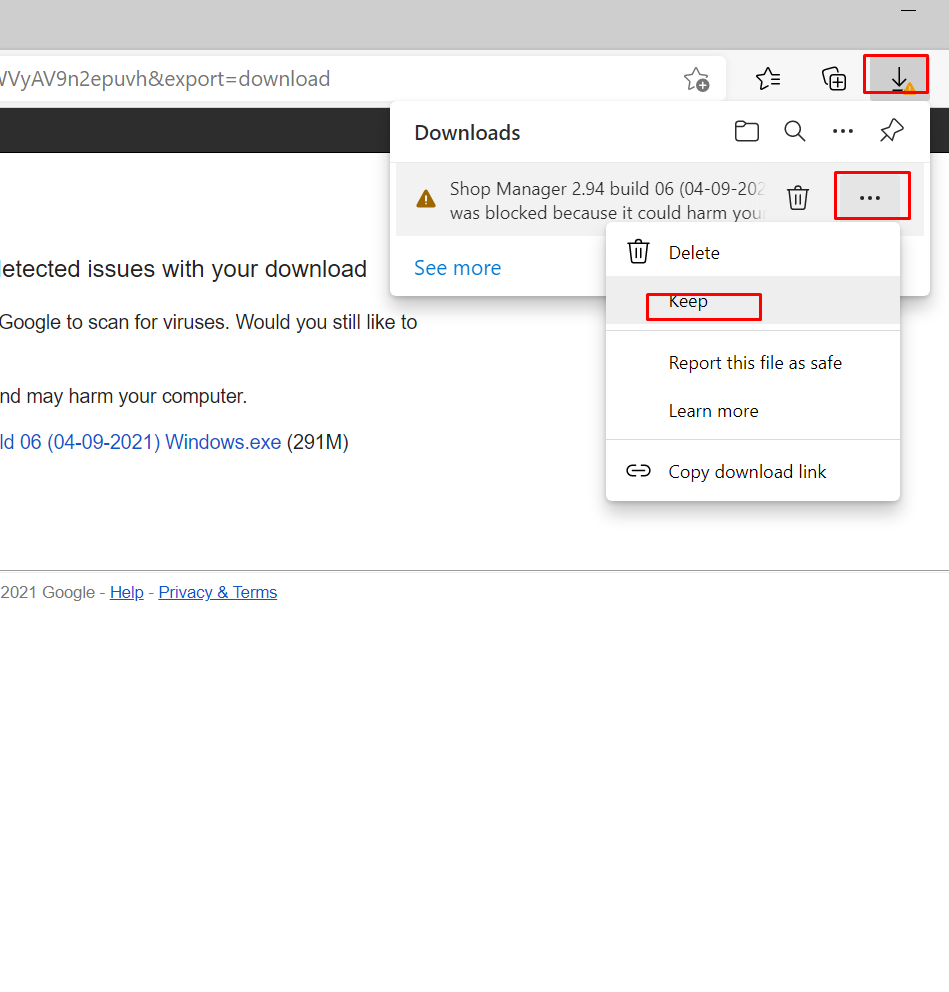 VyAV9n2epuvh&export=download
Downloads
Shop Manager 2.94 build 06 (04-09-202
was blocked because it could harm your
See more
Delete
Keep
Report this file as safe
Learn more
Copy download link
etected issues with your download
Google to scan for viruses. Would you still like to
nd may harm your computer.
ld 06 (04-09-2021) Windows.exe (291M)
2021 Google - Help - Privacy & Terms